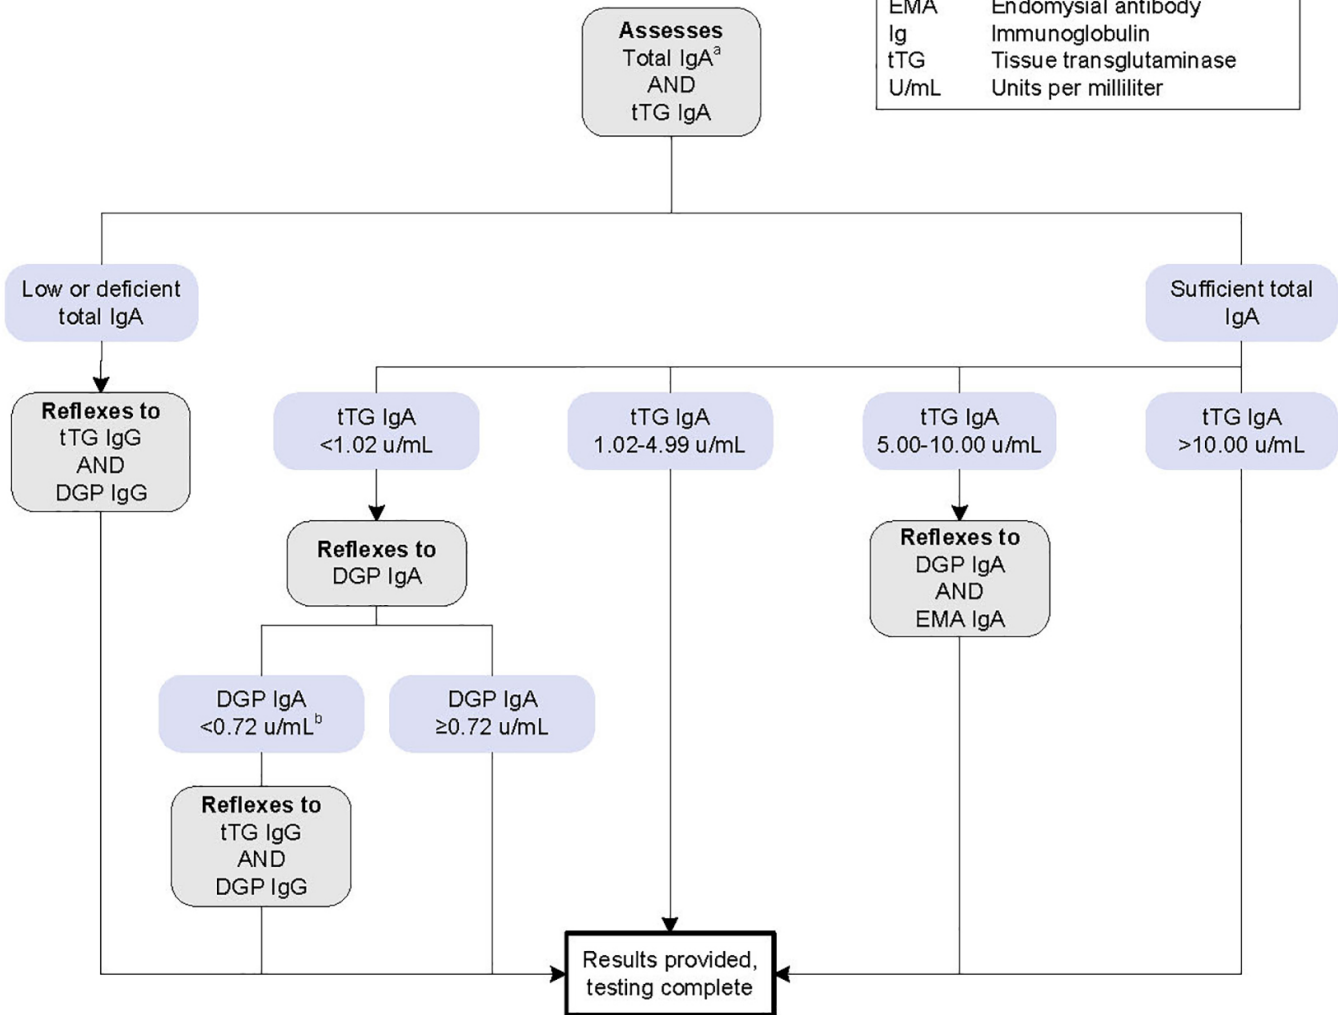 EMA Endomysial antibody
Ig Immunoglobulin
tTG Tissue transglutaminase
U/mL Units per milliliter
Assesses
Total IgAᵃ
AND
tTG IgA
Low or deficient
total IgA
Sufficient total
IgA
Reflexes to
tTG IgG
AND
DGP IgG
tTG IgA
<1.02 u/mL
tTG IgA
1.02-4.99 u/mL
tTG IgA
5.00-10.00 u/mL
tTG IgA
>10.00 u/mL
Reflexes to
DGP IgA
Reflexes to
DGP IgA
AND
EMA IgA
DGP IgA
<0.72 u/mLᵇ
DGP IgA
≥0.72 u/mL
Reflexes to
tTG IgG
AND
DGP IgG
Results provided,
testing complete